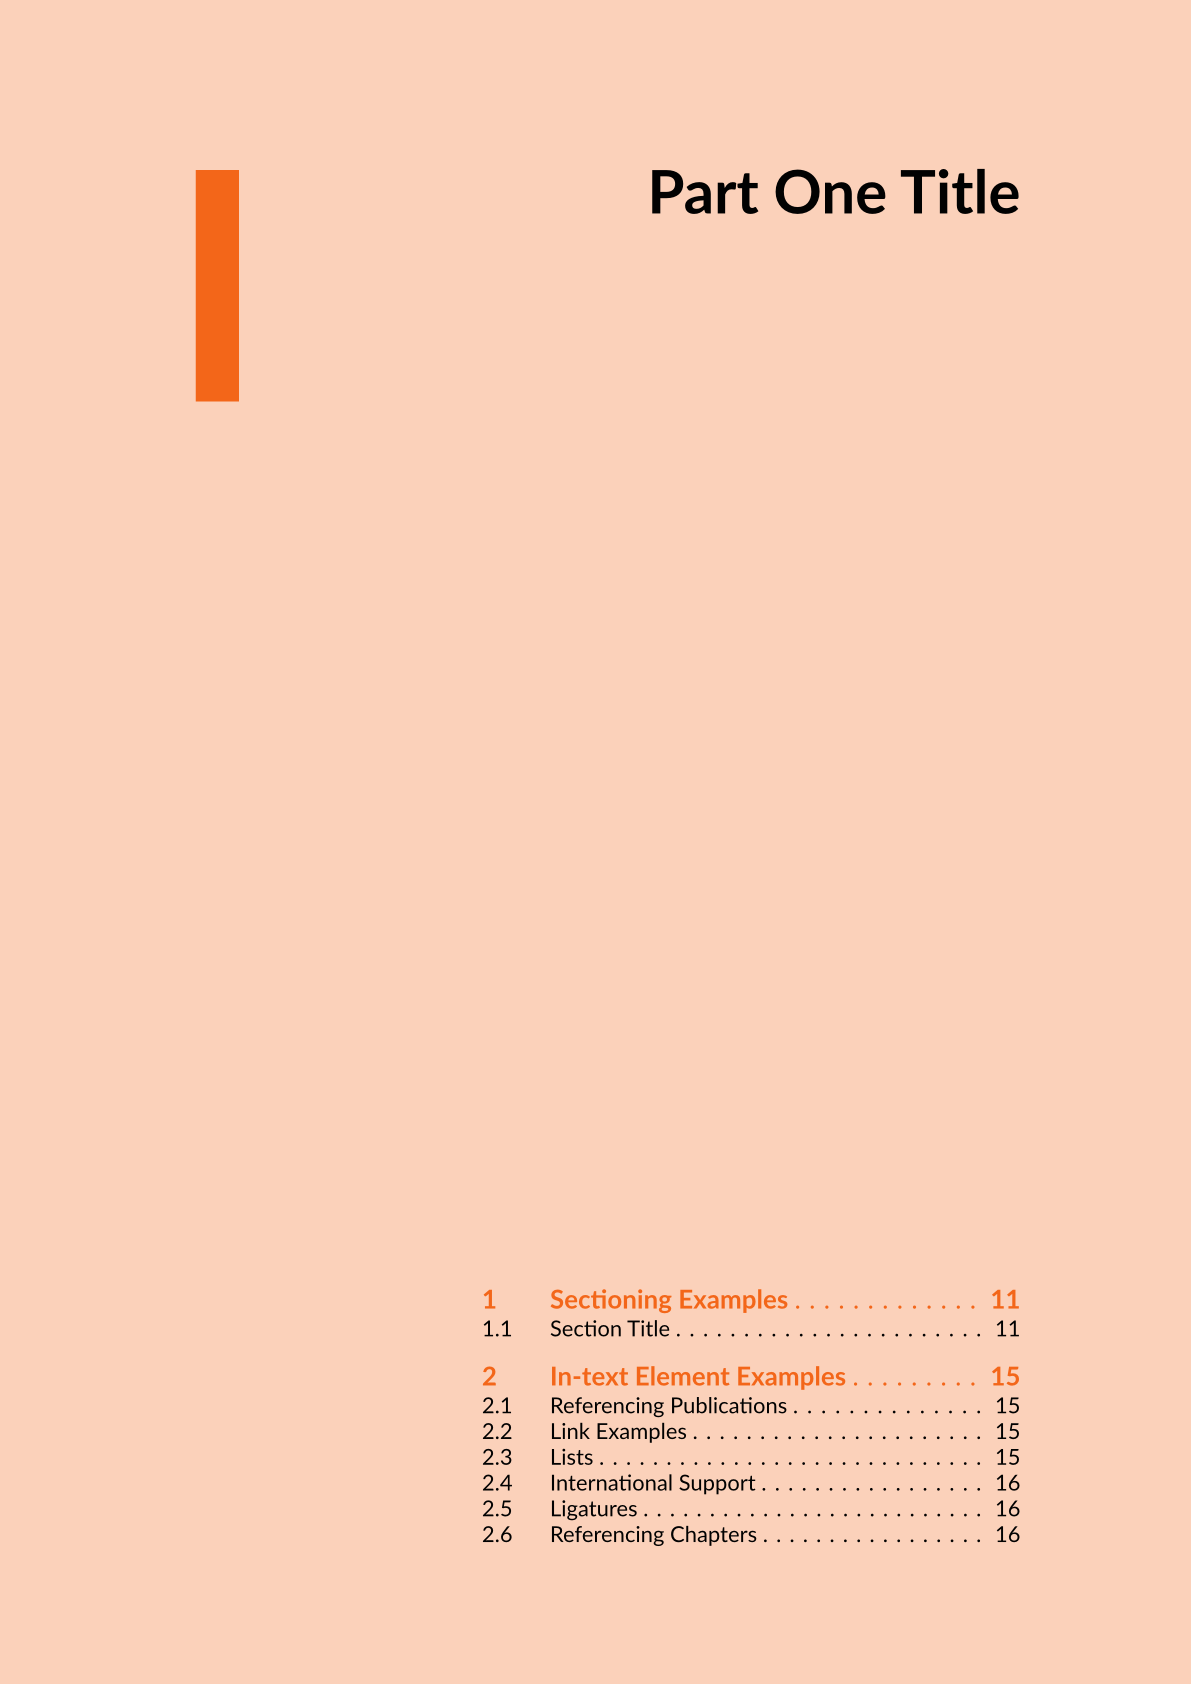 I
Part One Title
1 Sectioning Examples . . . . . . . . . . . . . 11
1.1 Section Title . . . . . . . . . . . . . . . . . . . . . . . 11
2 In-text Element Examples . . . . . . . . . 15
2.1 Referencing Publications . . . . . . . . . . . . . . 15
2.2 Link Examples . . . . . . . . . . . . . . . . . . . . . . 15
2.3 Lists . . . . . . . . . . . . . . . . . . . . . . . . . . . . . 15
2.4 International Support . . . . . . . . . . . . . . . . . 16
2.5 Ligatures . . . . . . . . . . . . . . . . . . . . . . . . . . 16
2.6 Referencing Chapters . . . . . . . . . . . . . . . . . 16